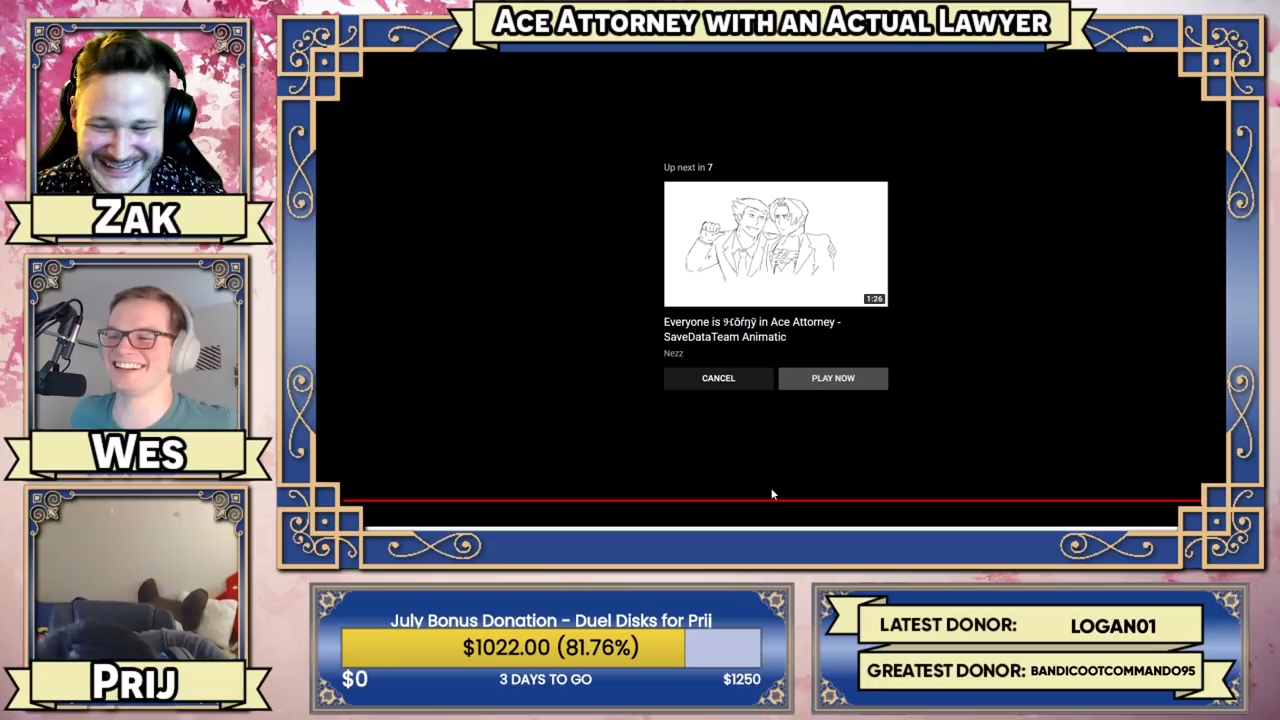 ACE ATTORNEY WITH AN ACTUAL LAWYER
ZAK
WES
PRIJ
Up next in 7
1:26
Everyone is in Ace Attorney -
SaveDataTeam Animatic
Nezz
CANCEL
PLAY NOW
July Bonus Donation - Duel Disks for Prij
$1022.00 (81.76%)
$0
3 DAYS TO GO
$1250
LATEST DONOR: LOGAN01
GREATEST DONOR: BANDICOOTCOMMANDO95